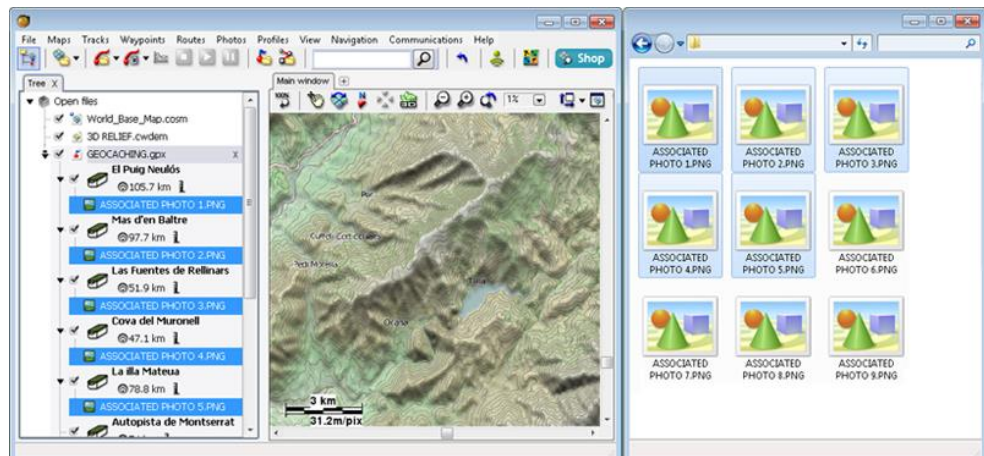 File Maps Tracks Waypoints Routes Photos Profiles View Navigation Communications Help
Shop
Tree X
Open files
World_Base_Map.cosm
3D RELIEF.cwdem
GEOCACHING.gpx x
El Puig Neulós
105.7 km
ASSOCIATED PHOTO 1.PNG
Mas d'en Baltre
97.7 km
ASSOCIATED PHOTO 2.PNG
Las Fuentes de Rellinars
51.9 km
ASSOCIATED PHOTO 3.PNG
Cova del Muronell
47.1 km
ASSOCIATED PHOTO 4.PNG
La illa Mateua
78.8 km
ASSOCIATED PHOTO 5.PNG
Autopista de Montserrat
Main window
100%
1%
Ocaña
3 km
31.2m/pix
ASSOCIATED
PHOTO 1.PNG
ASSOCIATED
PHOTO 2.PNG
ASSOCIATED
PHOTO 3.PNG
ASSOCIATED
PHOTO 4.PNG
ASSOCIATED
PHOTO 5.PNG
ASSOCIATED
PHOTO 6.PNG
ASSOCIATED
PHOTO 7.PNG
ASSOCIATED
PHOTO 8.PNG
ASSOCIATED
PHOTO 9.PNG